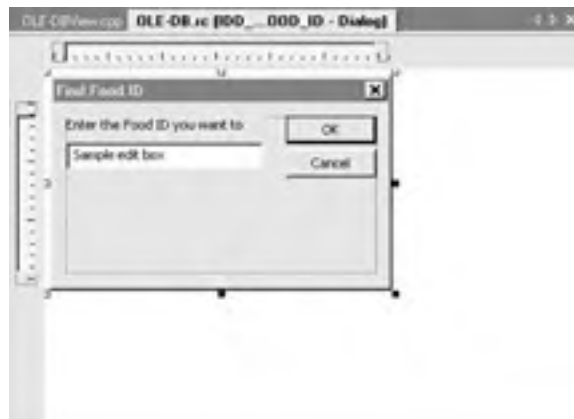 OLE-DBView.cpp OLE-DB.rc (IDD_...OOD_ID - Dialog)
Find Food ID
Enter the Food ID you want to
OK
Sample edit box
Cancel